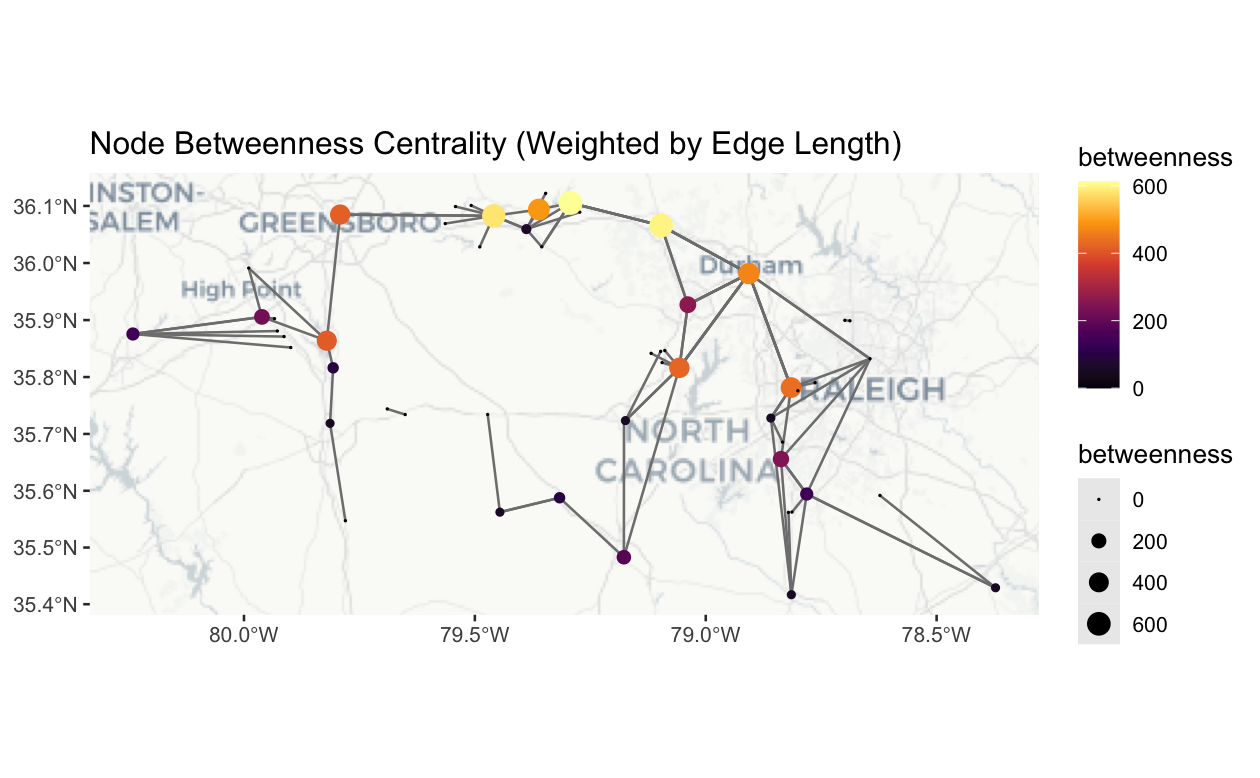 Node Betweenness Centrality (Weighted by Edge Length)
INSTON-
SALEM
GREENSBORO
High Point
Durham
RALEIGH
NORTH
CAROLINA
36.1°N
36.0°N
35.9°N
35.8°N
35.7°N
35.6°N
35.5°N
35.4°N
80.0°W
79.5°W
79.0°W
78.5°W
betweenness
600
400
200
0
betweenness
0
200
400
600